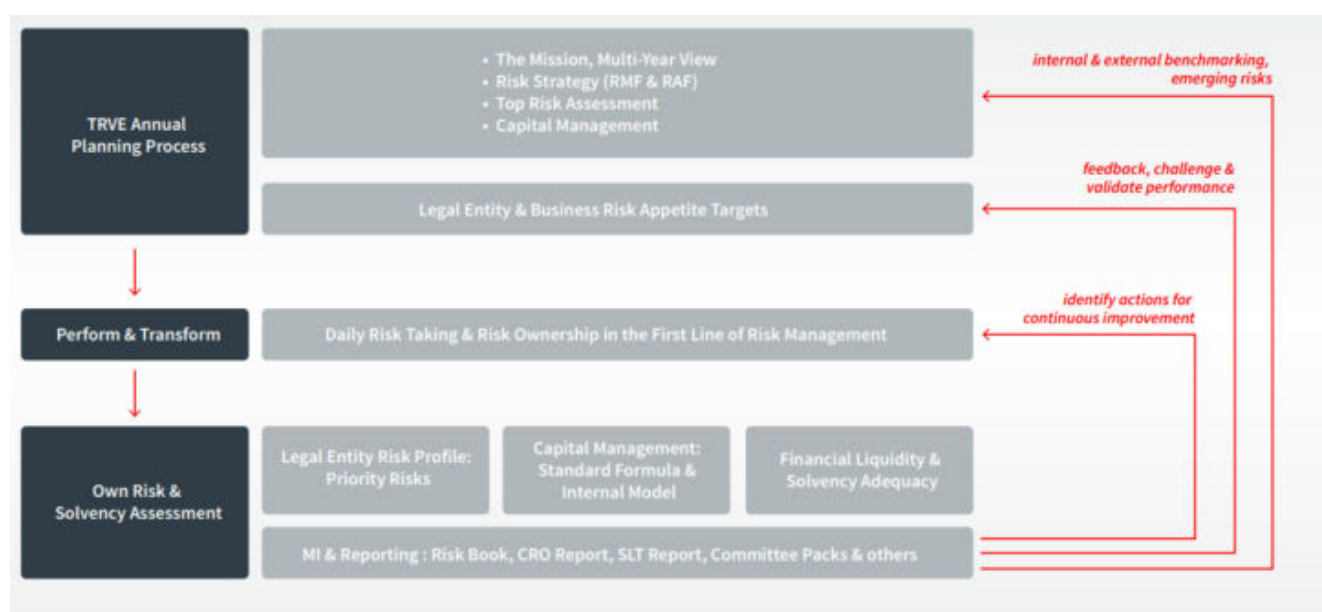 TRVE Annual
Planning Process
• The Mission, Multi-Year View
• Risk Strategy (RMF & RAF)
• Top Risk Assessment
• Capital Management
internal & external benchmarking,
emerging risks
Legal Entity & Business Risk Appetite Targets
feedback, challenge &
validate performance
Perform & Transform
Daily Risk Taking & Risk Ownership in the First Line of Risk Management
identify actions for
continuous improvement
Own Risk &
Solvency Assessment
Legal Entity Risk Profile:
Priority Risks
Capital Management:
Standard Formula &
Internal Model
Financial Liquidity &
Solvency Adequacy
MI & Reporting : Risk Book, CRO Report, SLT Report, Committee Packs & others